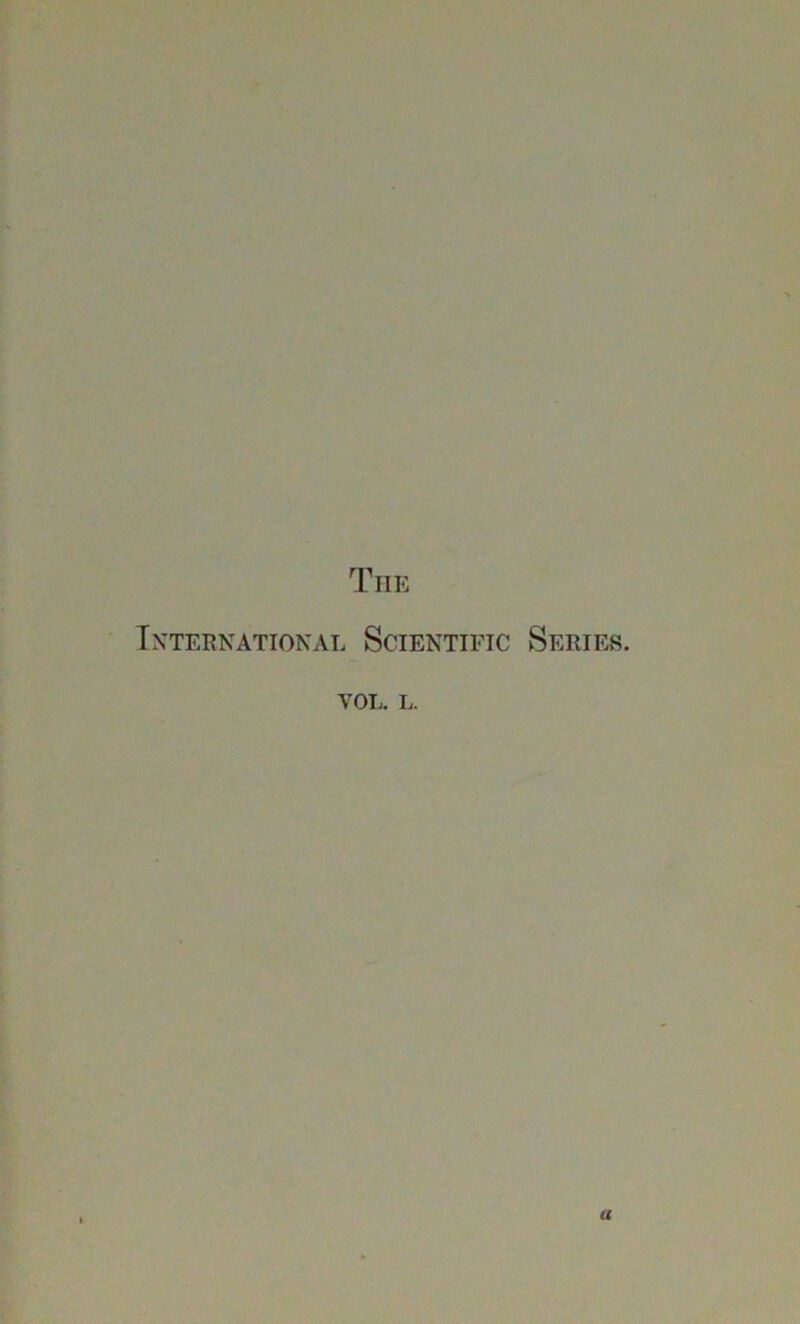 The
International Scientific Series.
VOL. L.
a